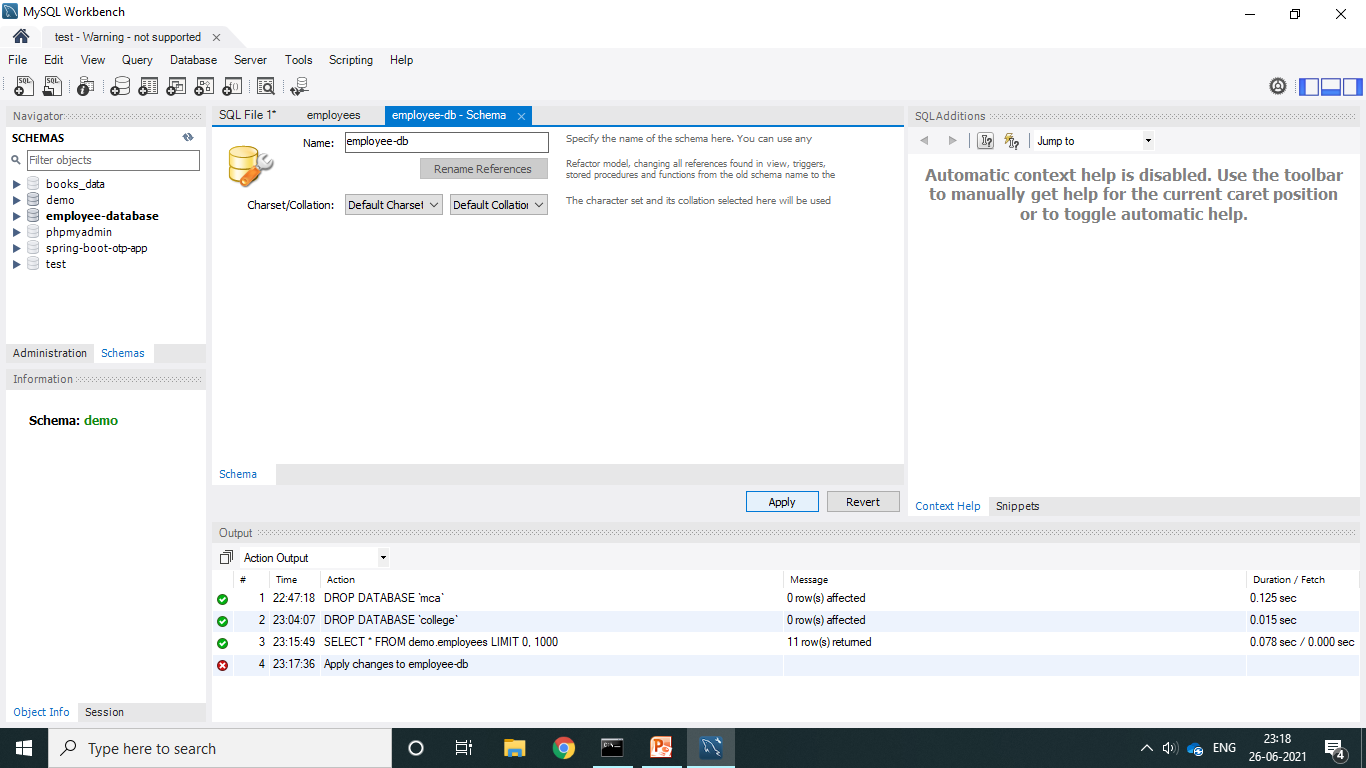 MySQL Workbench
test - Warning - not supported
File Edit View Query Database Server Tools Scripting Help
Navigator
SCHEMAS
Filter objects
books_data
demo
employee-database
phpmyadmin
spring-boot-otp-app
test
Administration Schemas
Information
Schema: demo
Object Info Session
SQL File 1* employees employee-db - Schema
Name: employee-db Specify the name of the schema here. You can use any
Rename References Refactor model, changing all references found in view, triggers,
stored procedures and functions from the old schema name to the
Charset/Collation: Default Charset Default Collation The character set and its collation selected here will be used
Schema
Apply Revert
SQLAdditions
Jump to
Automatic context help is disabled. Use the toolbar
to manually get help for the current caret position
or to toggle automatic help.
Context Help Snippets
Output
Action Output
# Time Action Message Duration / Fetch
1 22:47:18 DROP DATABASE `mca` 0 row(s) affected 0.125 sec
2 23:04:07 DROP DATABASE `college` 0 row(s) affected 0.015 sec
3 23:15:49 SELECT * FROM demo.employees LIMIT 0, 1000 11 row(s) returned 0.078 sec / 0.000 sec
4 23:17:36 Apply changes to employee-db
Type here to search
ENG
23:18
26-06-2021
4